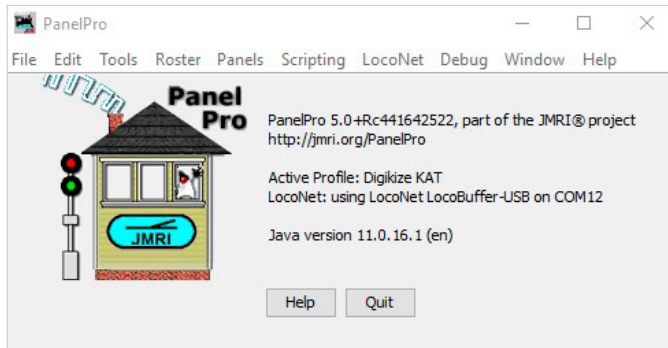 PanelPro
File Edit Tools Roster Panels Scripting LocoNet Debug Window Help
Panel
Pro
JMRI
PanelPro 5.0+Rc441642522, part of the JMRI® project
http://jmri.org/PanelPro
Active Profile: Digikize KAT
LocoNet: using LocoNet LocoBuffer-USB on COM12
Java version 11.0.16.1 (en)
Help Quit